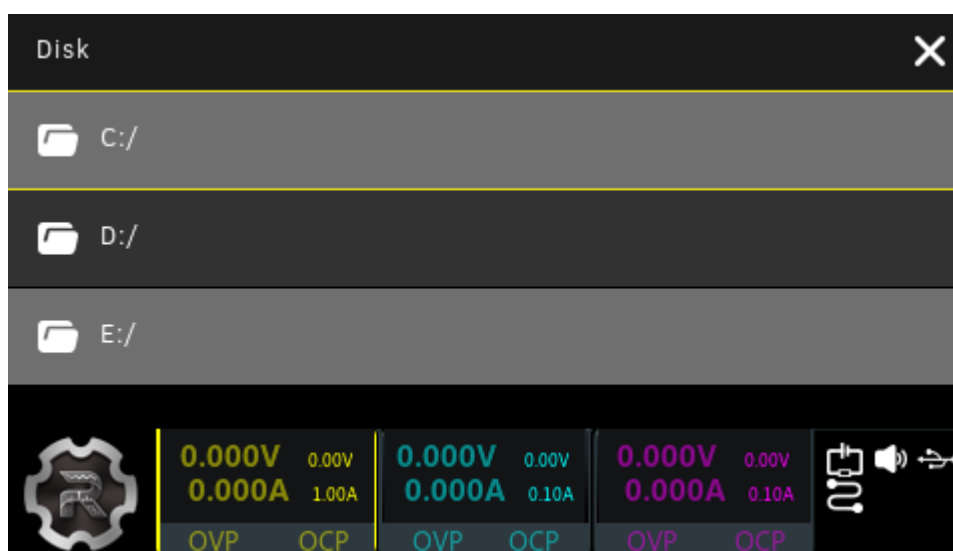 Disk
C:/
D:/
E:/
0.000V 0.00V 0.000V 0.00V 0.000V 0.00V
0.000A 1.00A 0.000A 0.10A 0.000A 0.10A
OVP OCP OVP OCP OVP OCP